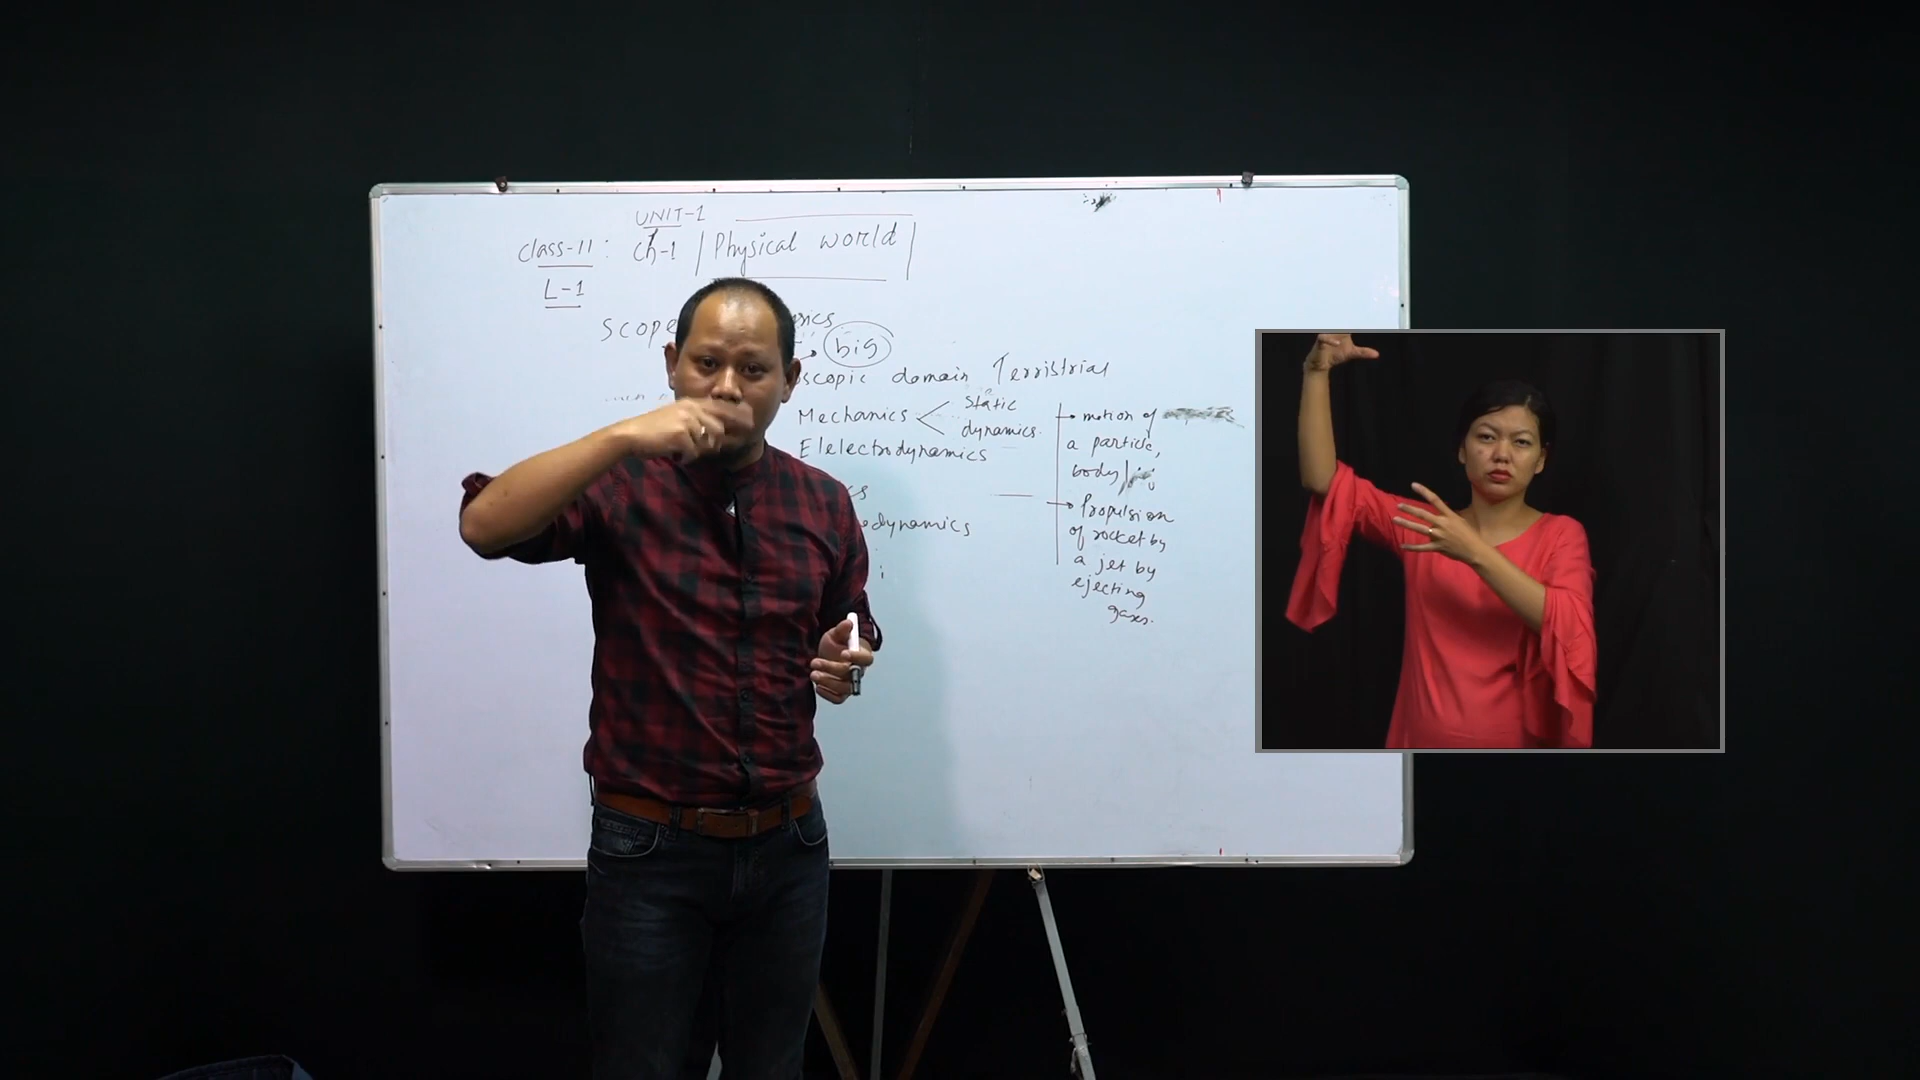 UNIT-1
Class-11: Ch-1 | Physical world |
L-1
SCOPE
big
scopic domain Terristrial
Mechanics < static
dynamics.
Elelectrodynamics
odynamics
→ motion of
a particle,
body/
→ Propulsion
of rocket by
a jet by
ejecting
gases.